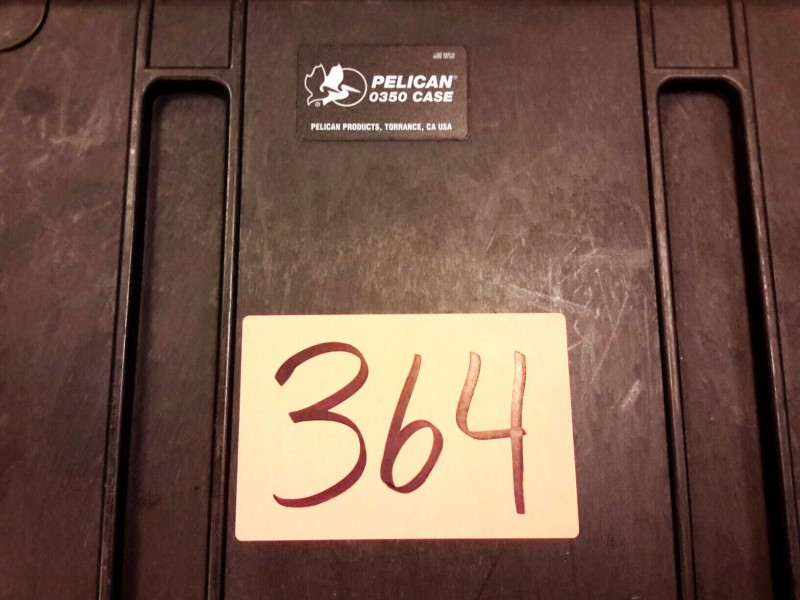 PELICAN
0350 CASE
PELICAN PRODUCTS, TORRANCE, CA USA
364